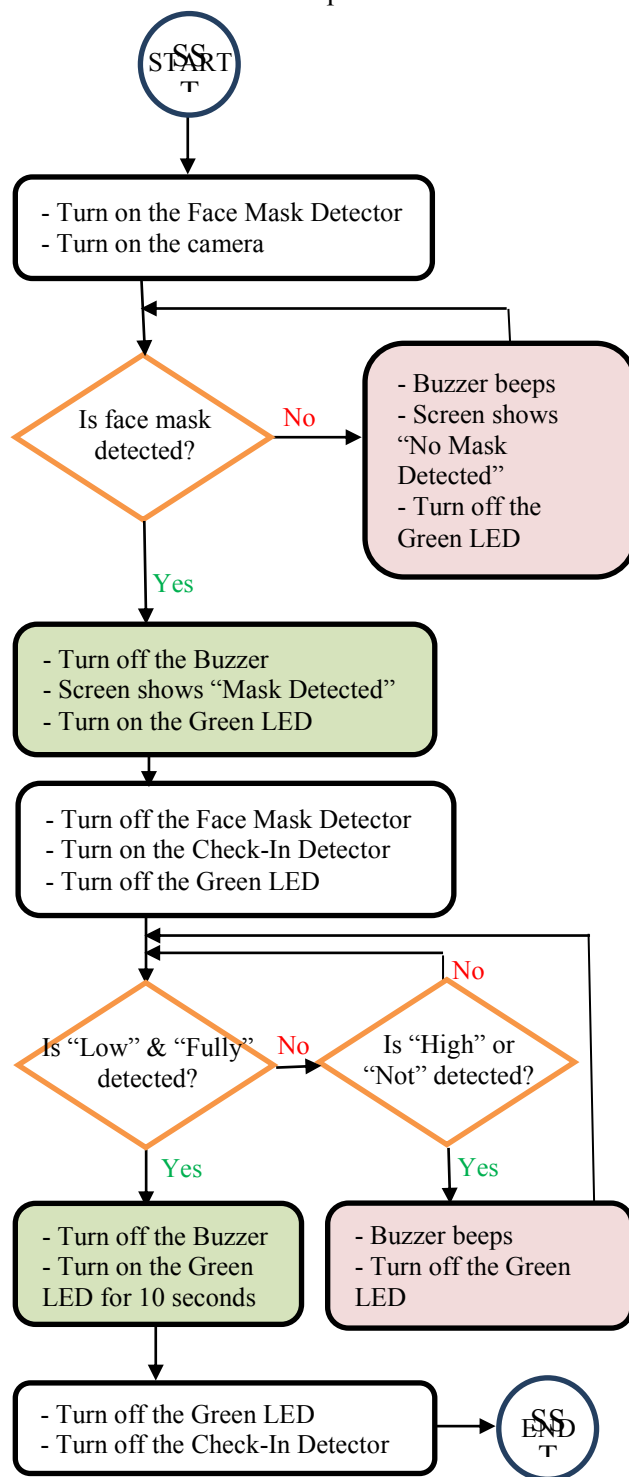 START
- Turn on the Face Mask Detector
- Turn on the camera
Is face mask
detected?
No
- Buzzer beeps
- Screen shows
“No Mask
Detected”
- Turn off the
Green LED
Yes
- Turn off the Buzzer
- Screen shows “Mask Detected”
- Turn on the Green LED
- Turn off the Face Mask Detector
- Turn on the Check-In Detector
- Turn off the Green LED
No
Is “Low” & “Fully”
detected?
No
Is “High” or
“Not” detected?
Yes
Yes
- Turn off the Buzzer
- Turn on the Green
LED for 10 seconds
- Buzzer beeps
- Turn off the Green
LED
- Turn off the Green LED
- Turn off the Check-In Detector
END